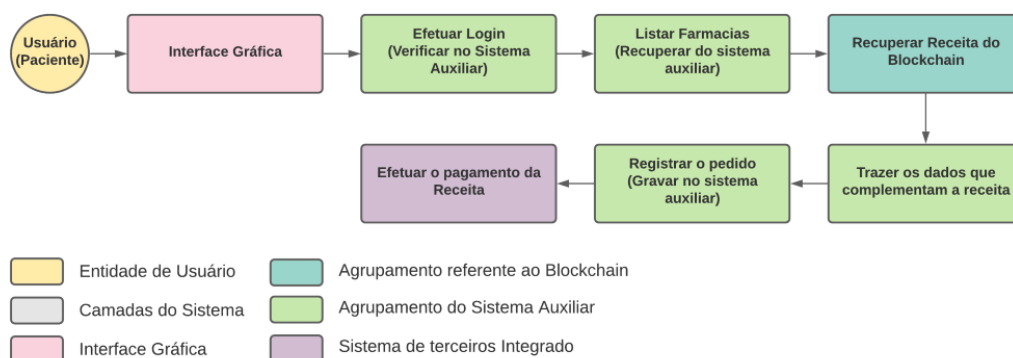 Usuário
(Paciente)
Interface Gráfica
Efetuar Login
(Verificar no Sistema
Auxiliar)
Listar Farmacias
(Recuperar do sistema
auxiliar)
Recuperar Receita do
Blockchain
Trazer os dados que
complementam a receita
Registrar o pedido
(Gravar no sistema
auxiliar)
Efetuar o pagamento da
Receita
Entidade de Usuário
Agrupamento referente ao Blockchain
Camadas do Sistema
Agrupamento do Sistema Auxiliar
Interface Gráfica
Sistema de terceiros Integrado